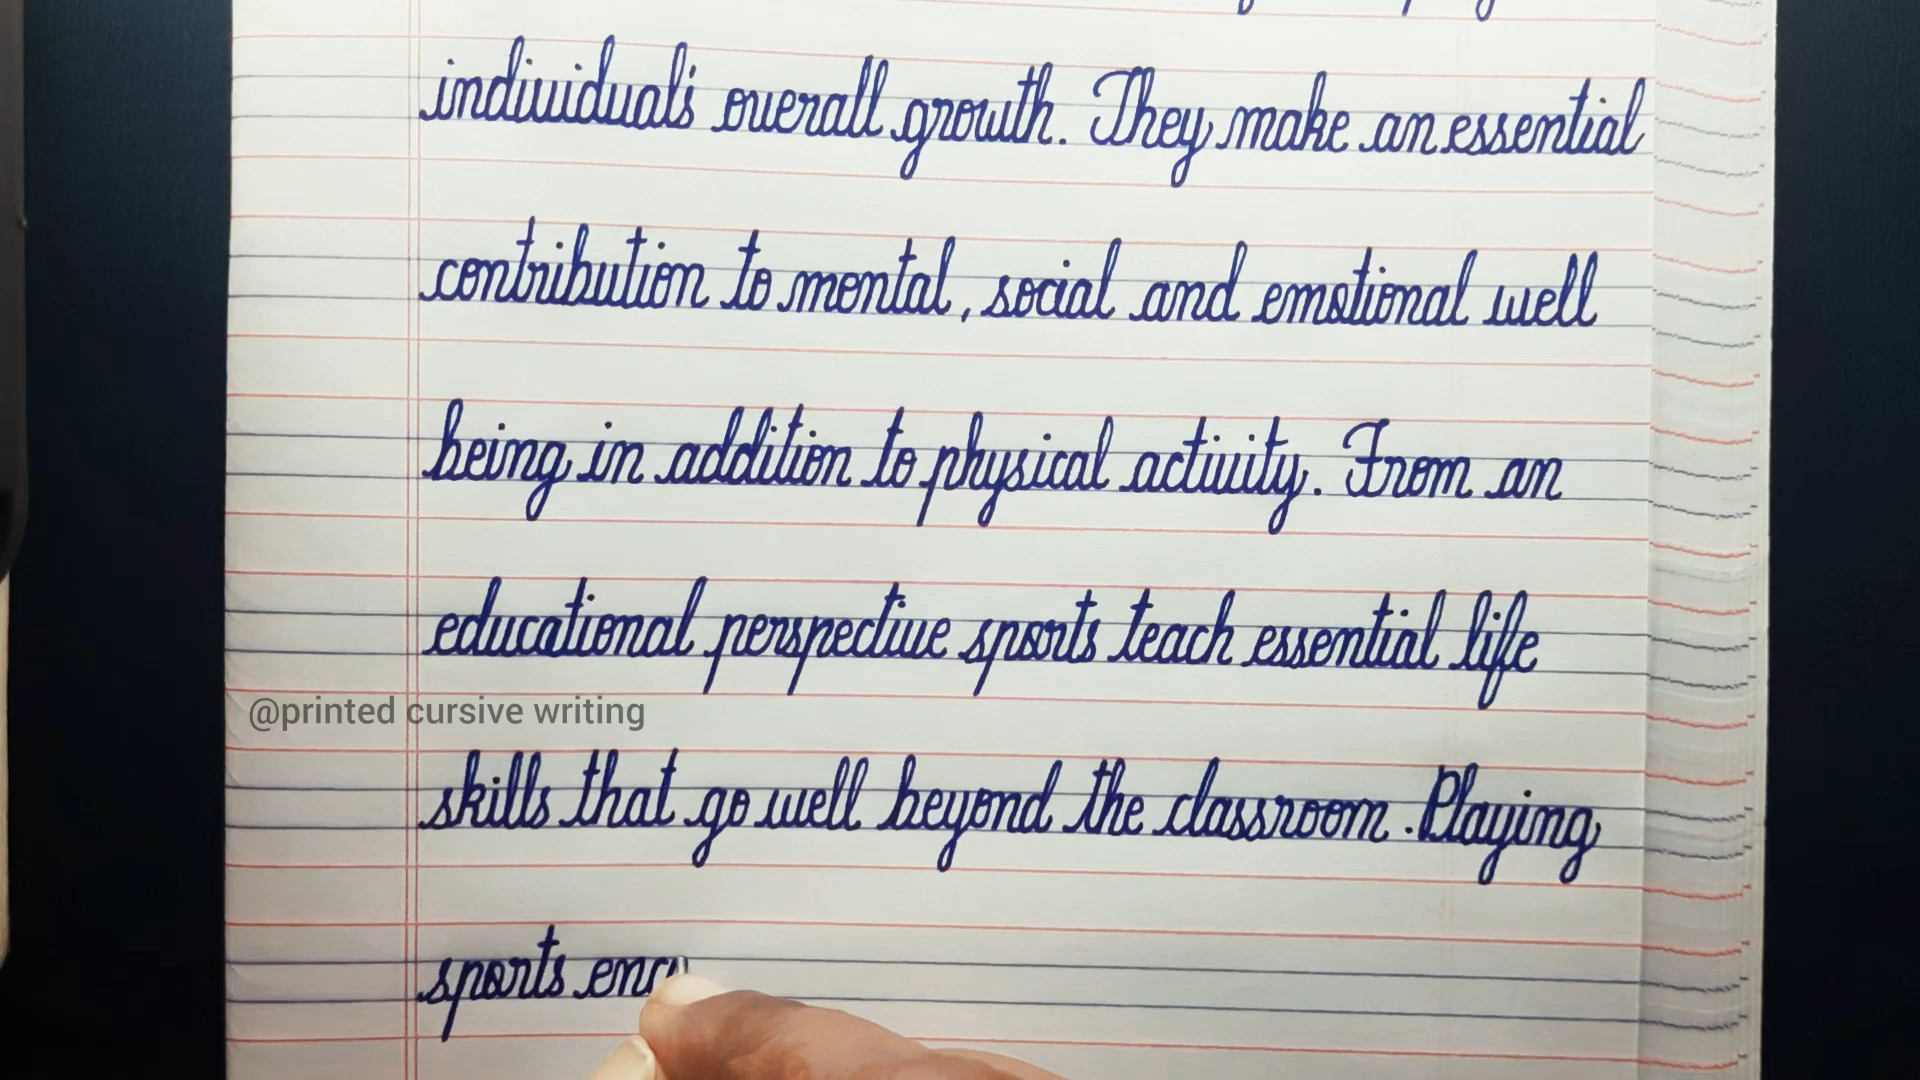 individual's overall growth. They make an essential
contribution to mental, social and emotional well
being in addition to physical activity. From an
educational perspective sports teach essential life
@printed cursive writing
skills that go well beyond the classroom. Playing
sports